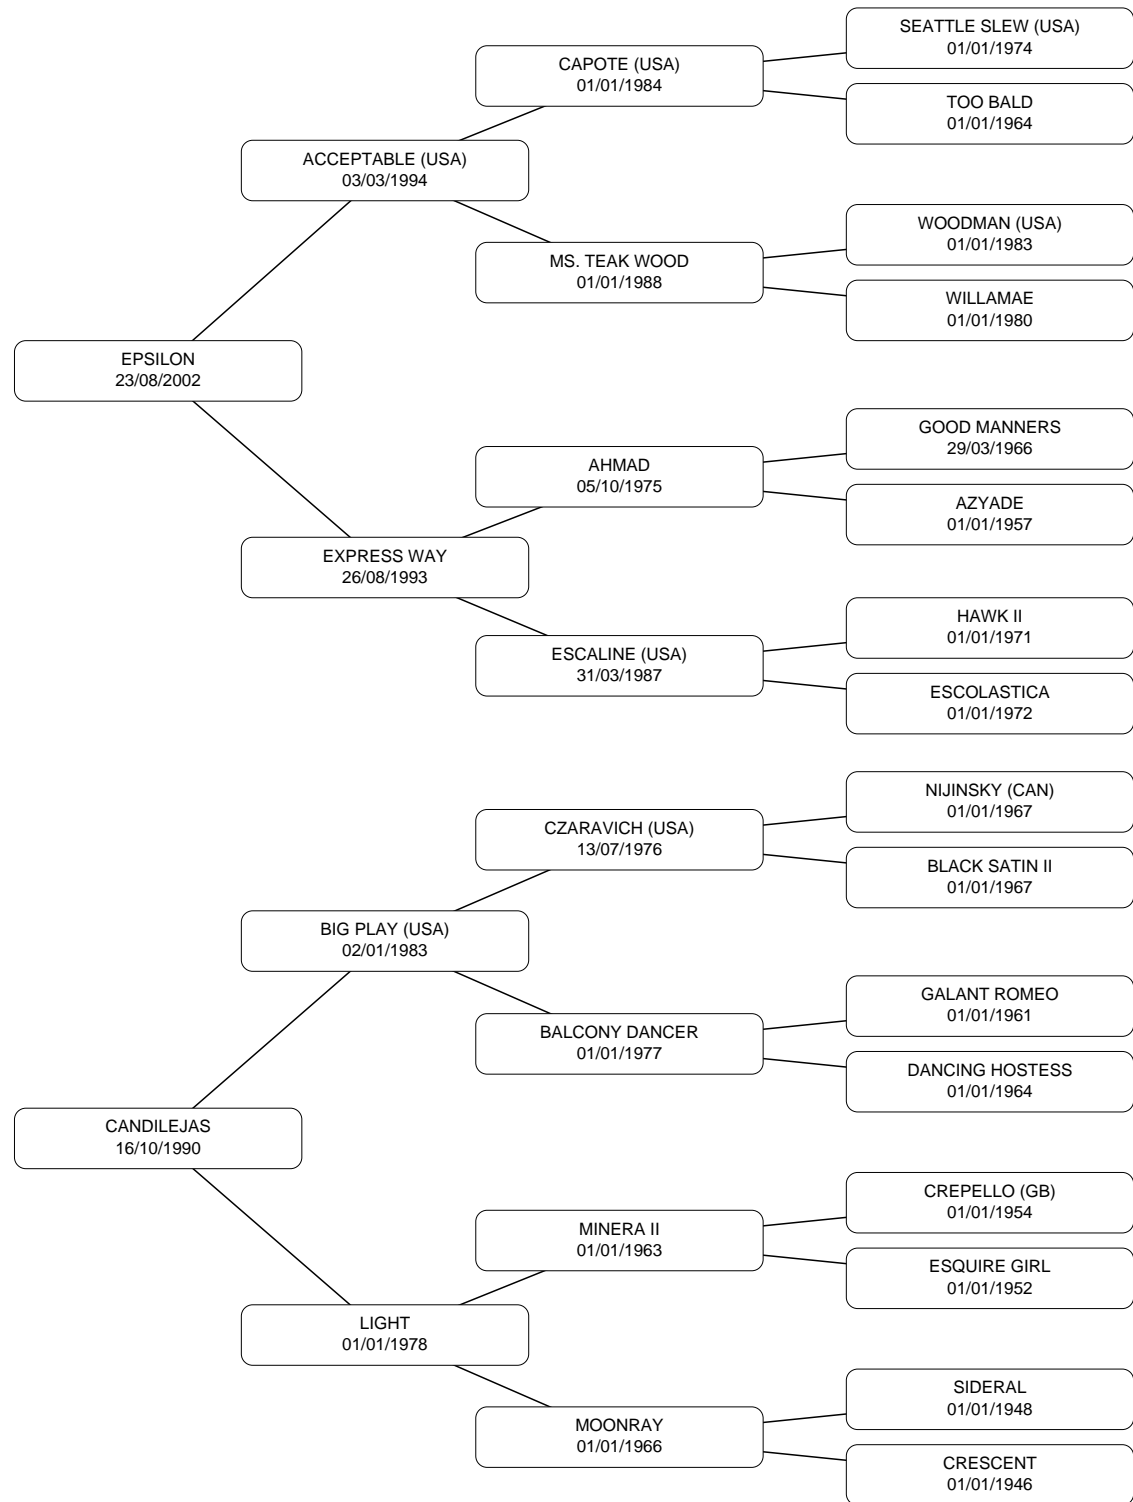 SEATTLE SLEW (USA)
01/01/1974
CAPOTE (USA)
01/01/1984
TOO BALD
01/01/1964
ACCEPTABLE (USA)
03/03/1994
WOODMAN (USA)
01/01/1983
MS. TEAK WOOD
01/01/1988
WILLAMAE
01/01/1980
EPSILON
23/08/2002
GOOD MANNERS
29/03/1966
AHMAD
05/10/1975
AZYADE
01/01/1957
EXPRESS WAY
26/08/1993
HAWK II
01/01/1971
ESCALINE (USA)
31/03/1987
ESCOLASTICA
01/01/1972
NIJINSKY (CAN)
01/01/1967
CZARAVICH (USA)
13/07/1976
BLACK SATIN II
01/01/1967
BIG PLAY (USA)
02/01/1983
GALANT ROMEO
01/01/1961
BALCONY DANCER
01/01/1977
DANCING HOSTESS
01/01/1964
CANDILEJAS
16/10/1990
CREPELLO (GB)
01/01/1954
MINERA II
01/01/1963
ESQUIRE GIRL
01/01/1952
LIGHT
01/01/1978
SIDERAL
01/01/1948
MOONRAY
01/01/1966
CRESCENT
01/01/1946